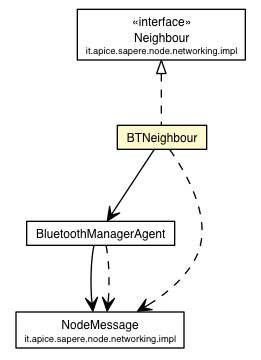 «interface»
Neighbour
it.apice.sapere.node.networking.impl
BTNeighbour
BluetoothManagerAgent
NodeMessage
it.apice.sapere.node.networking.impl